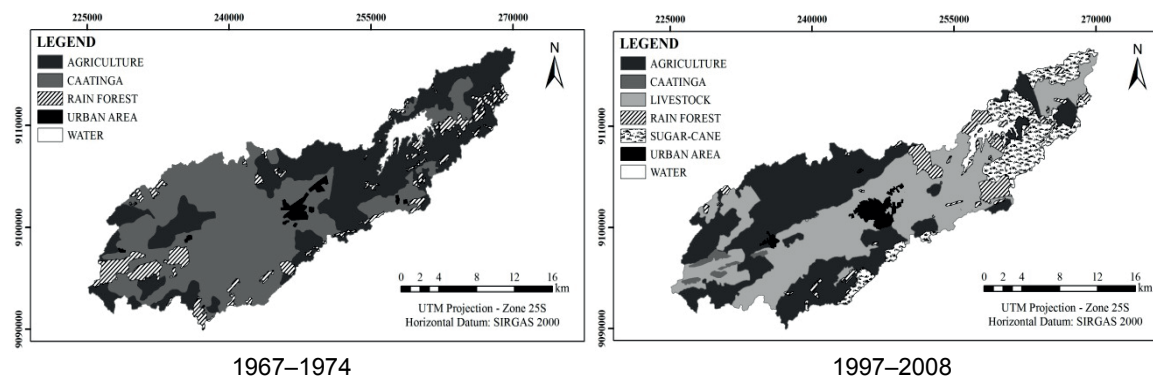 225000 240000 255000 270000
LEGEND
AGRICULTURE
CAATINGA
RAIN FOREST
URBAN AREA
WATER
N
9110000
9100000
9090000
0 2 4 8 12 16
km
UTM Projection - Zone 25S
Horizontal Datum: SIRGAS 2000
1967–1974
225000 240000 255000 270000
LEGEND
AGRICULTURE
CAATINGA
LIVESTOCK
RAIN FOREST
SUGAR-CANE
URBAN AREA
WATER
N
9110000
9100000
9090000
0 2 4 8 12 16
km
UTM Projection - Zone 25S
Horizontal Datum: SIRGAS 2000
1997–2008